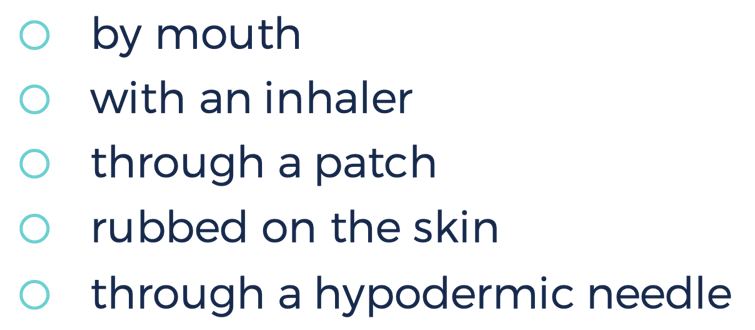 by mouth
with an inhaler
through a patch
rubbed on the skin
through a hypodermic needle